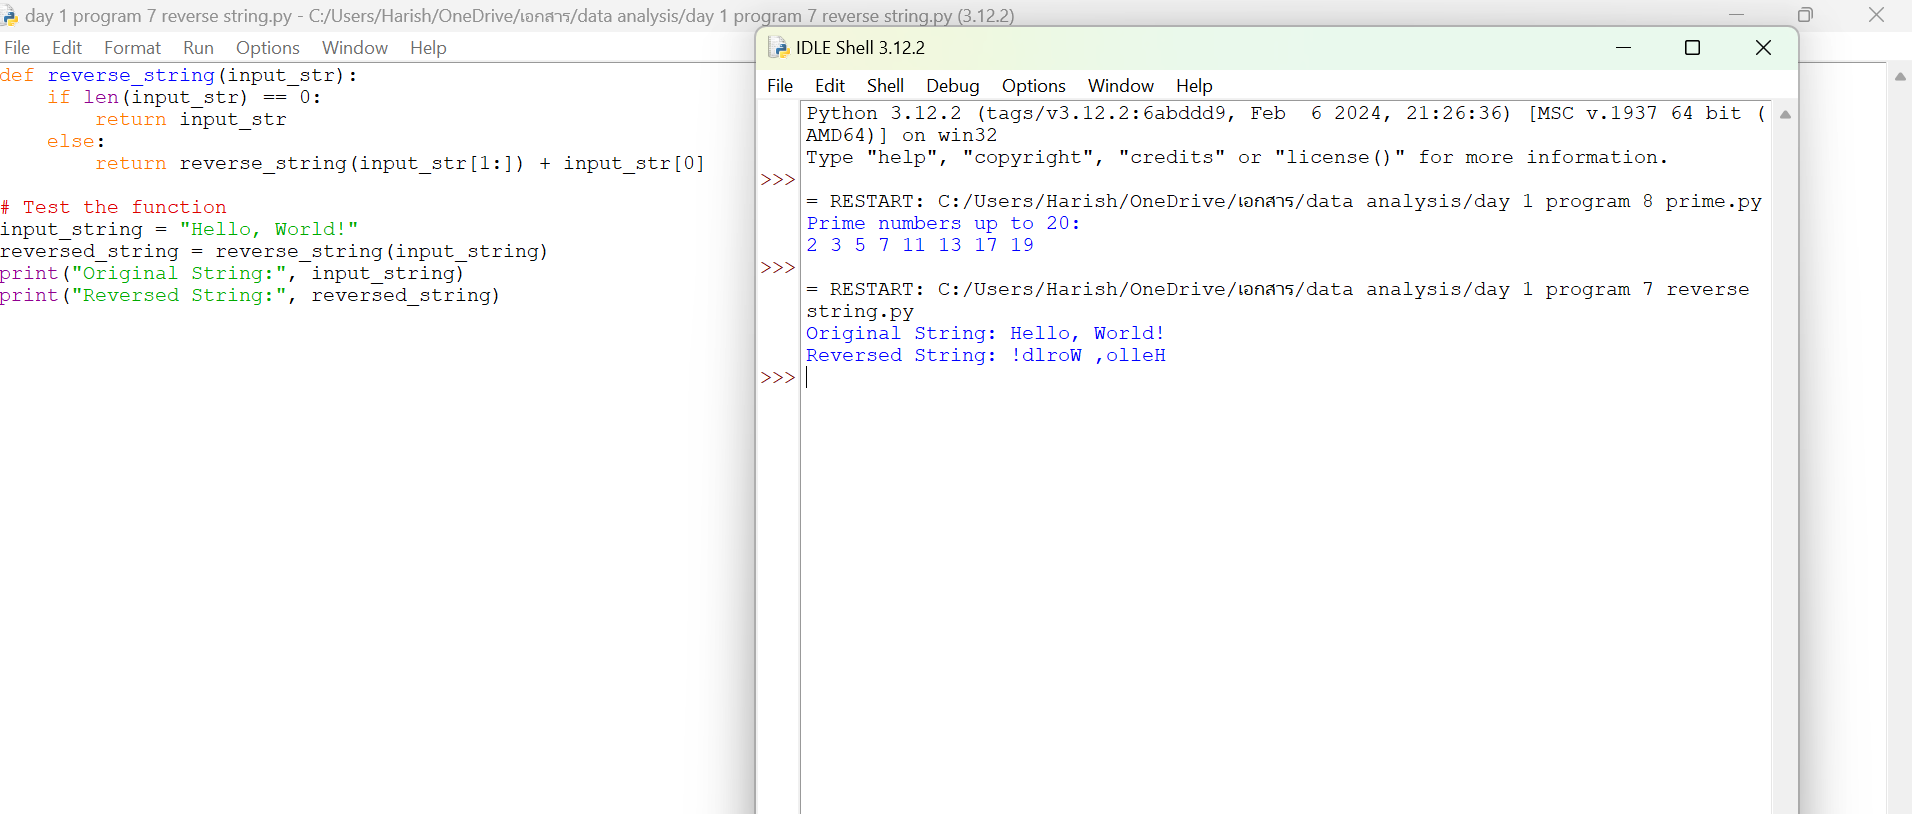 day 1 program 7 reverse string.py - C:/Users/Harish/OneDrive/เอกสาร/data analysis/day 1 program 7 reverse string.py (3.12.2)
File Edit Format Run Options Window Help
def reverse_string(input_str):
    if len(input_str) == 0:
        return input_str
    else:
        return reverse_string(input_str[1:]) + input_str[0]

# Test the function
input_string = "Hello, World!"
reversed_string = reverse_string(input_string)
print("Original String:", input_string)
print("Reversed String:", reversed_string)
IDLE Shell 3.12.2
File Edit Shell Debug Options Window Help
Python 3.12.2 (tags/v3.12.2:6abddd9, Feb  6 2024, 21:26:36) [MSC v.1937 64 bit (
AMD64)] on win32
Type "help", "copyright", "credits" or "license()" for more information.
>>>
= RESTART: C:/Users/Harish/OneDrive/เอกสาร/data analysis/day 1 program 8 prime.py
Prime numbers up to 20:
2 3 5 7 11 13 17 19
>>>
= RESTART: C:/Users/Harish/OneDrive/เอกสาร/data analysis/day 1 program 7 reverse
string.py
Original String: Hello, World!
Reversed String: !dlroW ,olleH
>>>